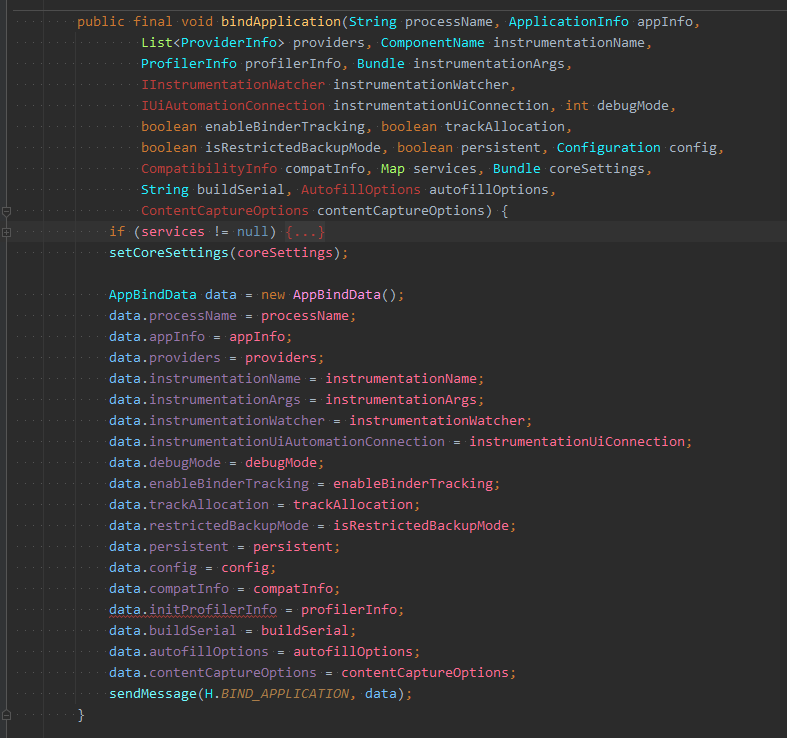 public final void bindApplication(String processName, ApplicationInfo appInfo,
List<ProviderInfo> providers, ComponentName instrumentationName,
ProfilerInfo profilerInfo, Bundle instrumentationArgs,
IInstrumentationWatcher instrumentationWatcher,
IUiAutomationConnection instrumentationUiConnection, int debugMode,
boolean enableBinderTracking, boolean trackAllocation,
boolean isRestrictedBackupMode, boolean persistent, Configuration config,
CompatibilityInfo compatInfo, Map services, Bundle coreSettings,
String buildSerial, AutofillOptions autofillOptions,
ContentCaptureOptions contentCaptureOptions) {
if (services != null) {...}
setCoreSettings(coreSettings);
AppBindData data = new AppBindData();
data.processName = processName;
data.appInfo = appInfo;
data.providers = providers;
data.instrumentationName = instrumentationName;
data.instrumentationArgs = instrumentationArgs;
data.instrumentationWatcher = instrumentationWatcher;
data.instrumentationUiAutomationConnection = instrumentationUiConnection;
data.debugMode = debugMode;
data.enableBinderTracking = enableBinderTracking;
data.trackAllocation = trackAllocation;
data.restrictedBackupMode = isRestrictedBackupMode;
data.persistent = persistent;
data.config = config;
data.compatInfo = compatInfo;
data.initProfilerInfo = profilerInfo;
data.buildSerial = buildSerial;
data.autofillOptions = autofillOptions;
data.contentCaptureOptions = contentCaptureOptions;
sendMessage(H.BIND_APPLICATION, data);
}